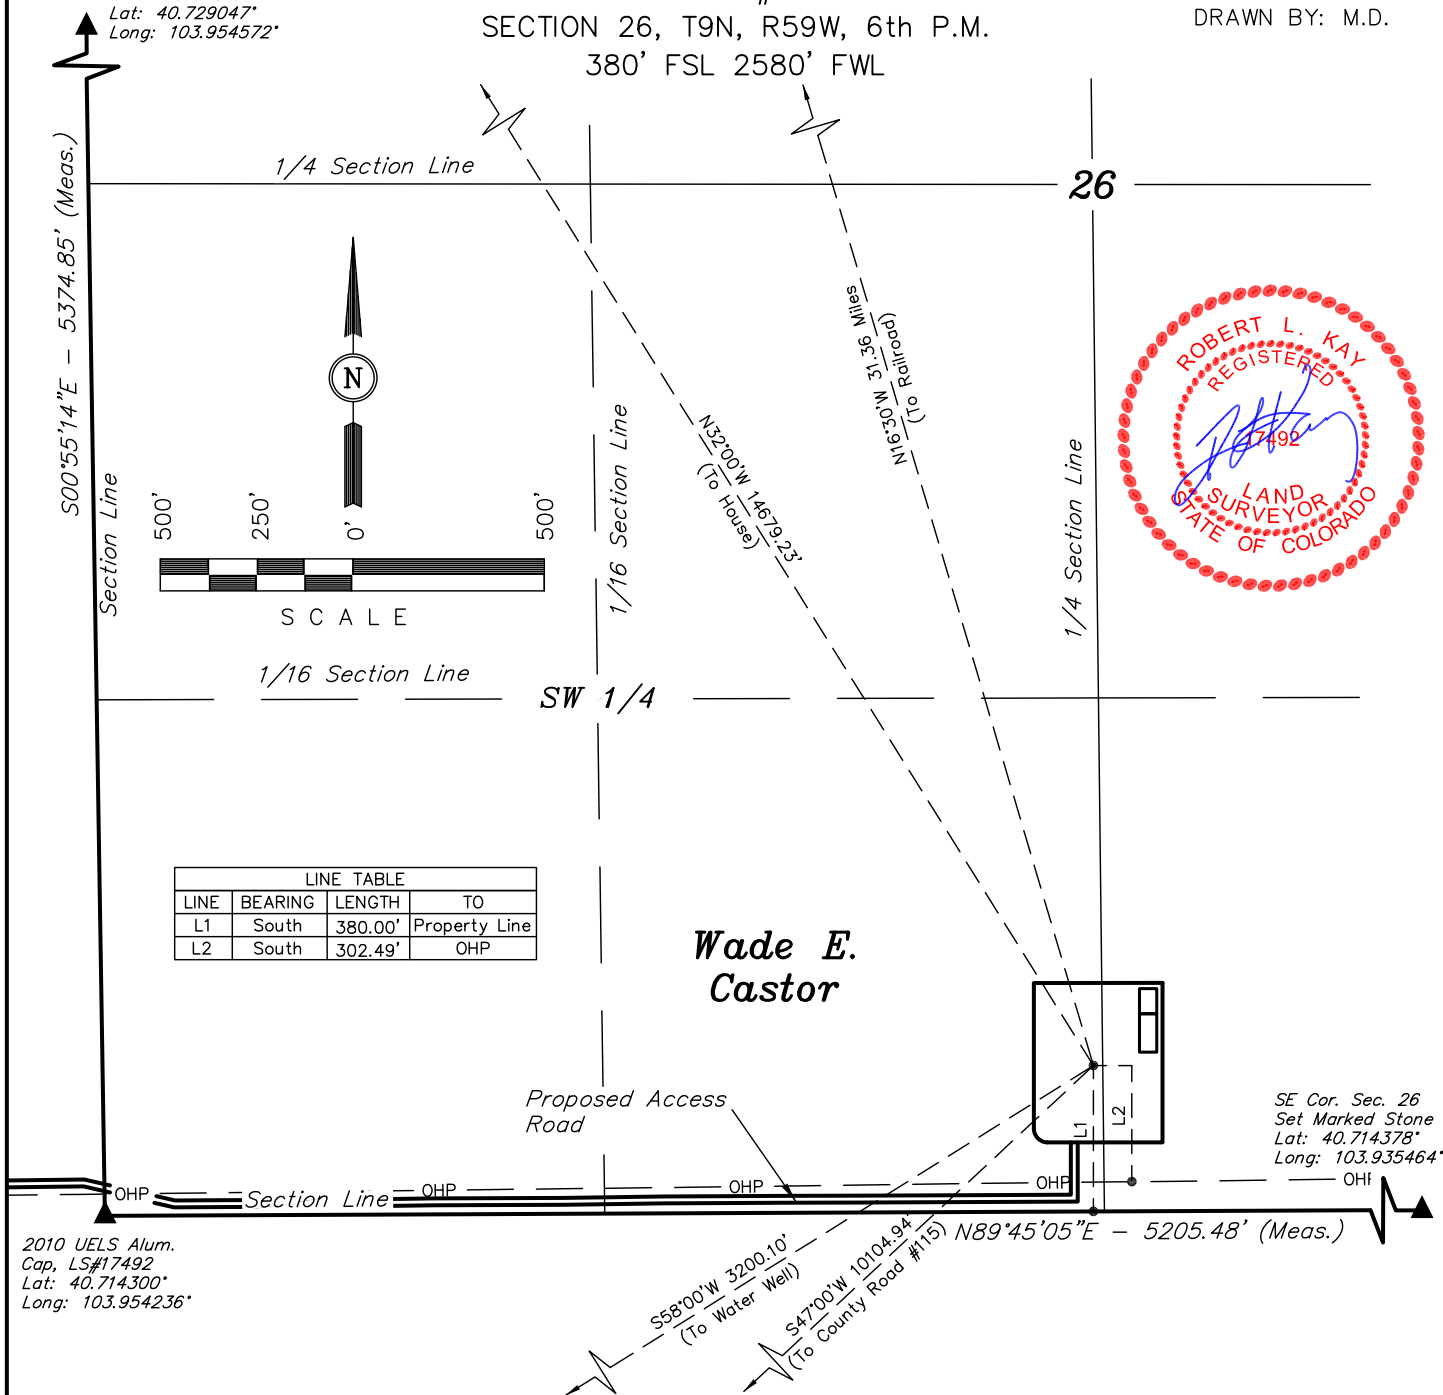 Lat: 40.729047°
Long: 103.954572°
#
SECTION 26, T9N, R59W, 6th P.M.
380' FSL 2580' FWL
DRAWN BY: M.D.
S00°55'14"E - 5374.85' (Meas.)
Section Line
1/4 Section Line
26
N
500'
250'
0'
500'
SCALE
1/16 Section Line
1/16 Section Line
SW 1/4
N32°00'W 14679.23'
(To House)
N16°30'W 31.36 Miles
(To Railroad)
1/4 Section Line
ROBERT L. KAY
REGISTERED
17492
LAND
SURVEYOR
STATE OF COLORADO
LINE TABLE
LINE BEARING LENGTH TO
L1 South 380.00' Property Line
L2 South 302.49' OHP
Wade E.
Castor
Proposed Access
Road
L1
L2
SE Cor. Sec. 26
Set Marked Stone
Lat: 40.714378°
Long: 103.935464°
OHP
Section Line
OHP
OHP
OHP
OHP
N89°45'05"E - 5205.48' (Meas.)
2010 UELS Alum.
Cap, LS#17492
Lat: 40.714300°
Long: 103.954236°
S58°00'W 3200.10'
(To Water Well)
S47°00'W 10104.94'
(To County Road #115)